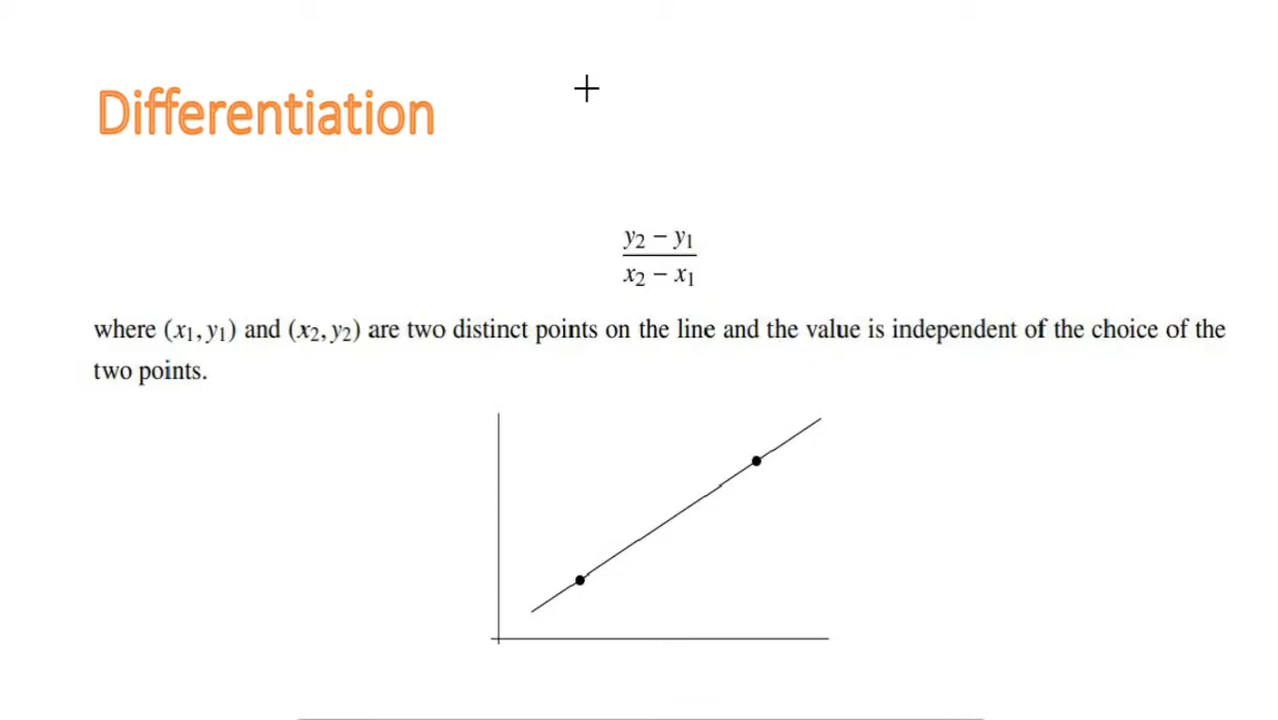 Differentiation
y₂ − y₁
x₂ − x₁
where (x₁, y₁) and (x₂, y₂) are two distinct points on the line and the value is independent of the choice of the
two points.